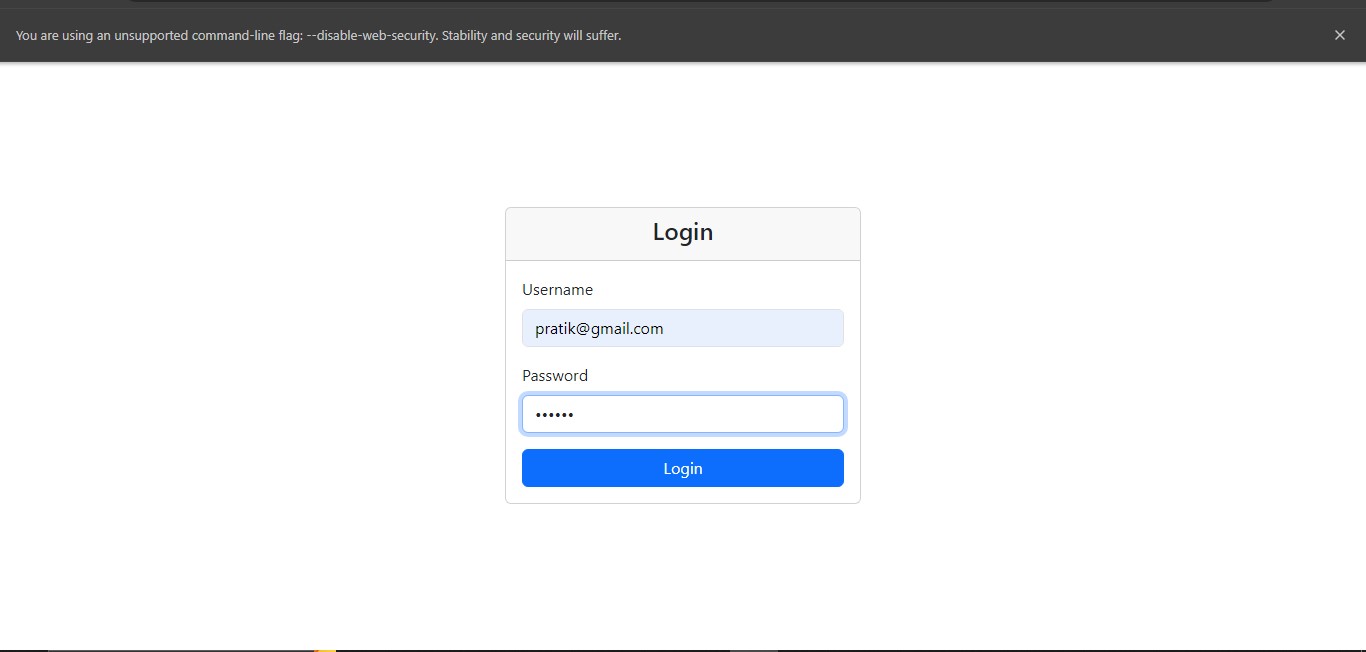 You are using an unsupported command-line flag: --disable-web-security. Stability and security will suffer.
Login
Username
pratik@gmail.com
Password
••••••
Login